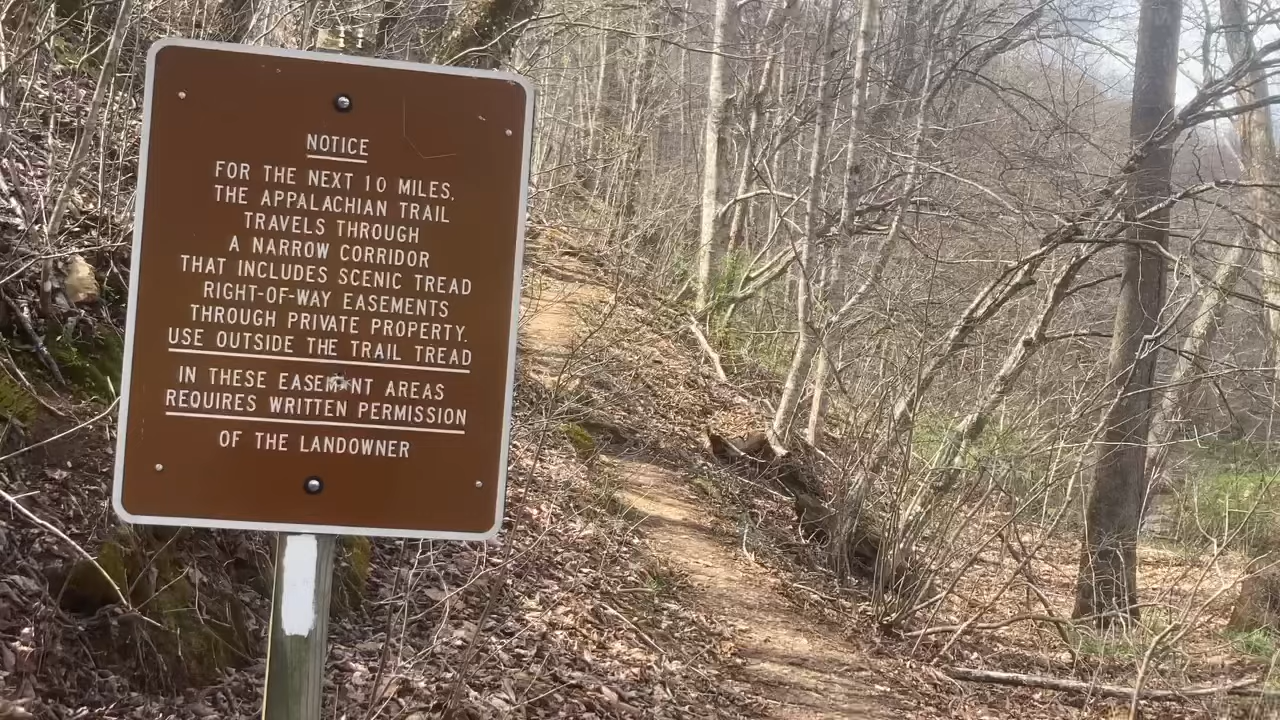 NOTICE
FOR THE NEXT 10 MILES,
THE APPALACHIAN TRAIL
TRAVELS THROUGH
A NARROW CORRIDOR
THAT INCLUDES SCENIC TREAD
RIGHT-OF-WAY EASEMENTS
THROUGH PRIVATE PROPERTY.
USE OUTSIDE THE TRAIL TREAD
IN THESE EASEMENT AREAS
REQUIRES WRITTEN PERMISSION
OF THE LANDOWNER